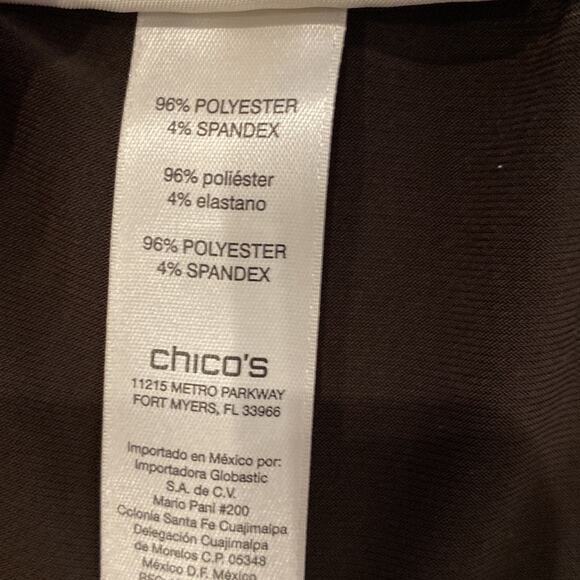 96% POLYESTER
4% SPANDEX
96% poliéster
4% elastano
96% POLYESTER
4% SPANDEX
chico's
11215 METRO PARKWAY
FORT MYERS, FL 33966
Importado en México por:
Importadora Globastic
S.A. de C.V.
Mario Pani #200
Colonia Santa Fe Cuajimalpa
Delegación Cuajimalpa
de Morelos C.P. 05348
México D.F. México